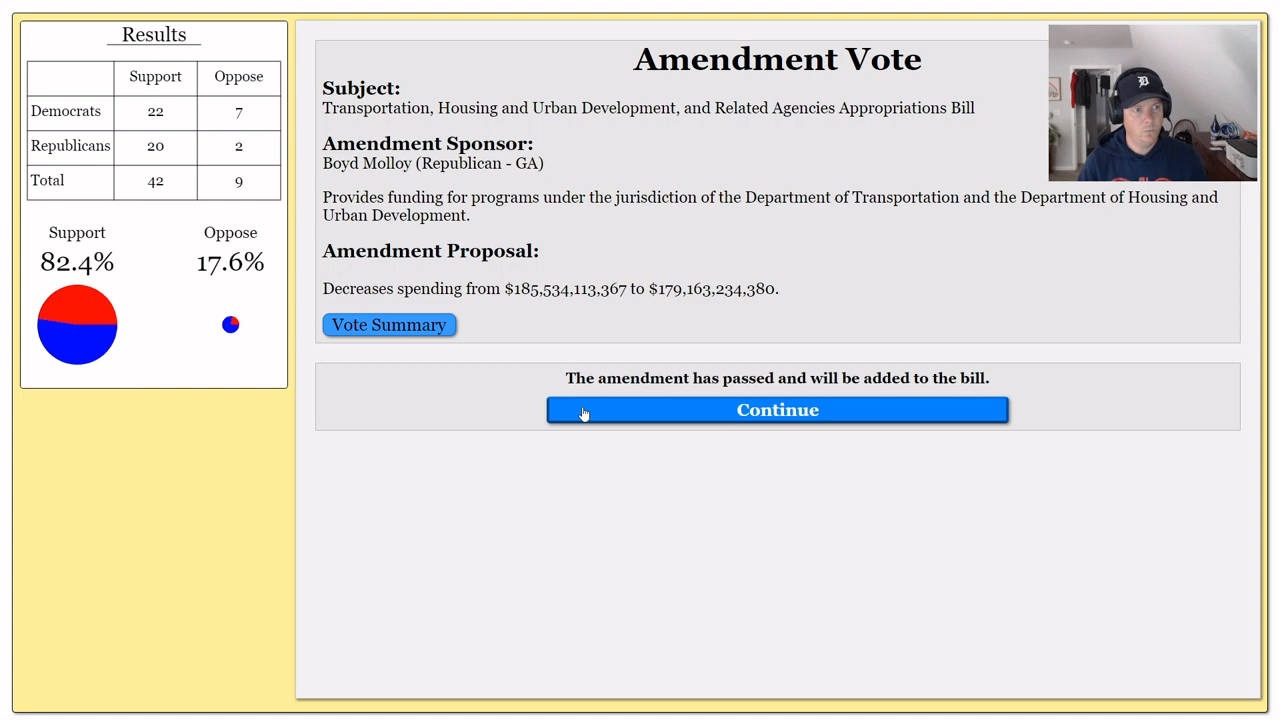 Results
Support Oppose
Democrats 22 7
Republicans 20 2
Total 42 9
Support Oppose
82.4% 17.6%
Amendment Vote
Subject:
Transportation, Housing and Urban Development, and Related Agencies Appropriations Bill
Amendment Sponsor:
Boyd Molloy (Republican - GA)
Provides funding for programs under the jurisdiction of the Department of Transportation and the Department of Housing and
Urban Development.
Amendment Proposal:
Decreases spending from $185,534,113,367 to $179,163,234,380.
Vote Summary
The amendment has passed and will be added to the bill.
Continue